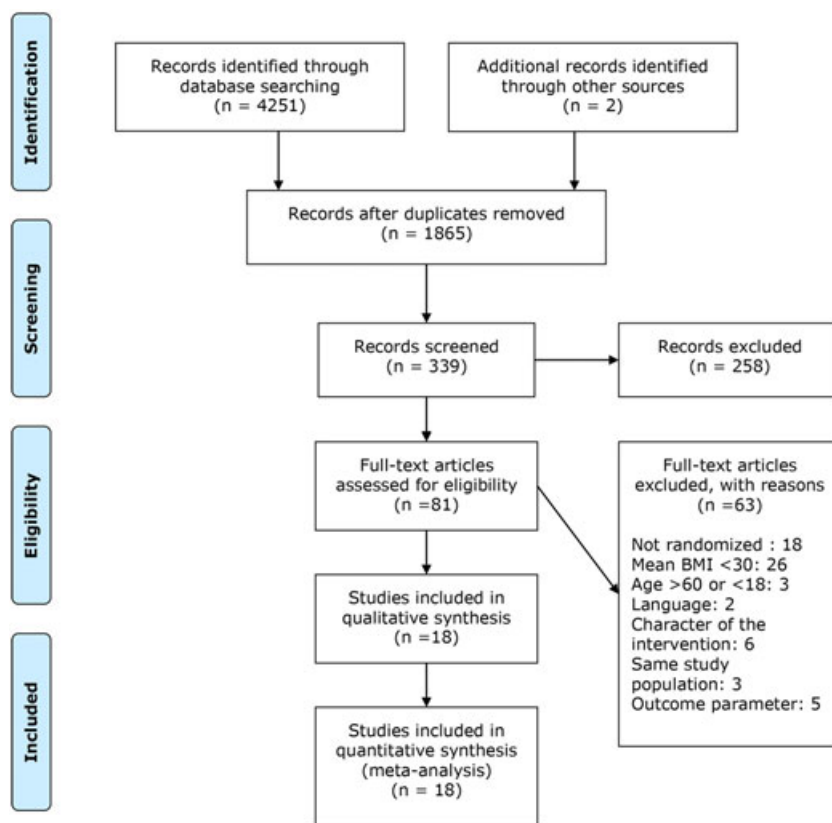 Identification
Records identified through
database searching
(n = 4251)
Additional records identified
through other sources
(n = 2)
Records after duplicates removed
(n = 1865)
Screening
Records screened
(n = 339)
Records excluded
(n = 258)
Eligibility
Full-text articles
assessed for eligibility
(n =81)
Full-text articles
excluded, with reasons
(n =63)
Not randomized : 18
Mean BMI <30: 26
Age >60 or <18: 3
Language: 2
Character of the
intervention: 6
Same study
population: 3
Outcome parameter: 5
Studies included in
qualitative synthesis
(n =18)
Included
Studies included in
quantitative synthesis
(meta-analysis)
(n = 18)